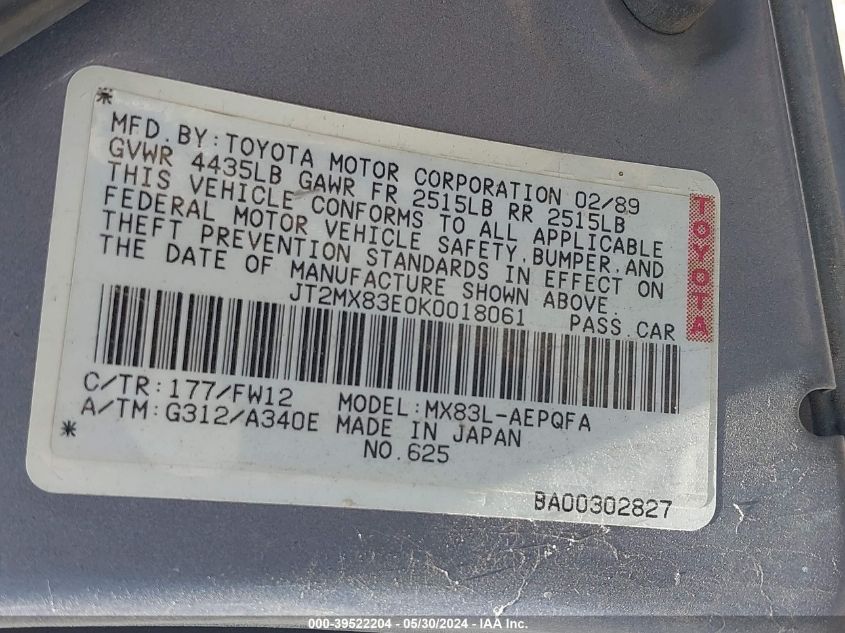 *
MFD. BY: TOYOTA MOTOR CORPORATION 02/89
GVWR 4435LB GAWR FR 2515LB RR 2515LB
THIS VEHICLE CONFORMS TO ALL APPLICABLE
FEDERAL MOTOR VEHICLE SAFETY, BUMPER, AND
THEFT PREVENTION STANDARDS IN EFFECT ON
THE DATE OF MANUFACTURE SHOWN ABOVE.
JT2MX83E0K0018061 PASS. CAR
TOYOTA
C/TR: 177/FW12 MODEL: MX83L-AEPQFA
A/TM: G312/A340E MADE IN JAPAN
*
NO. 625
BA00302827
000-39522204 - 05/30/2024 - IAAI, Inc.